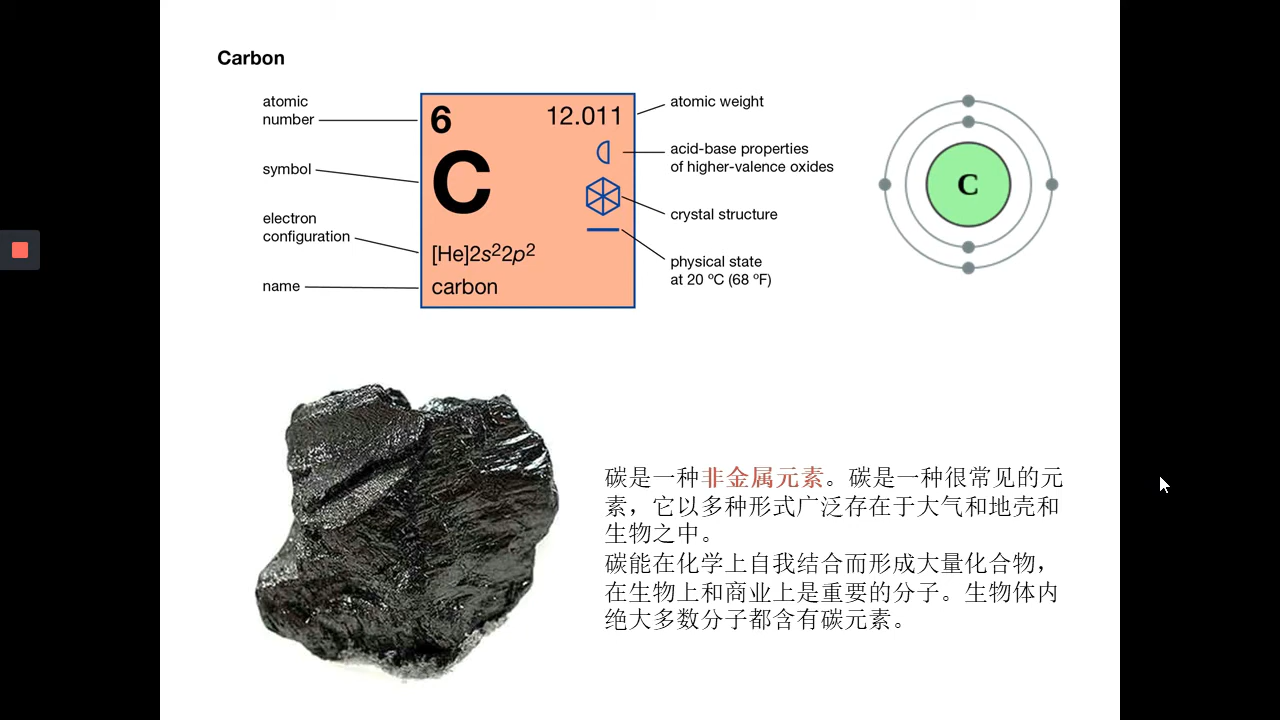 Carbon
atomic
number
symbol
electron
configuration
name
6
12.011
C
[He]2s²2p²
carbon
atomic weight
acid-base properties
of higher-valence oxides
crystal structure
physical state
at 20 ºC (68 ºF)
C
碳是一种非金属元素。碳是一种很常见的元
素，它以多种形式广泛存在于大气和地壳和
生物之中。
碳能在化学上自我结合而形成大量化合物，
在生物上和商业上是重要的分子。生物体内
绝大多数分子都含有碳元素。